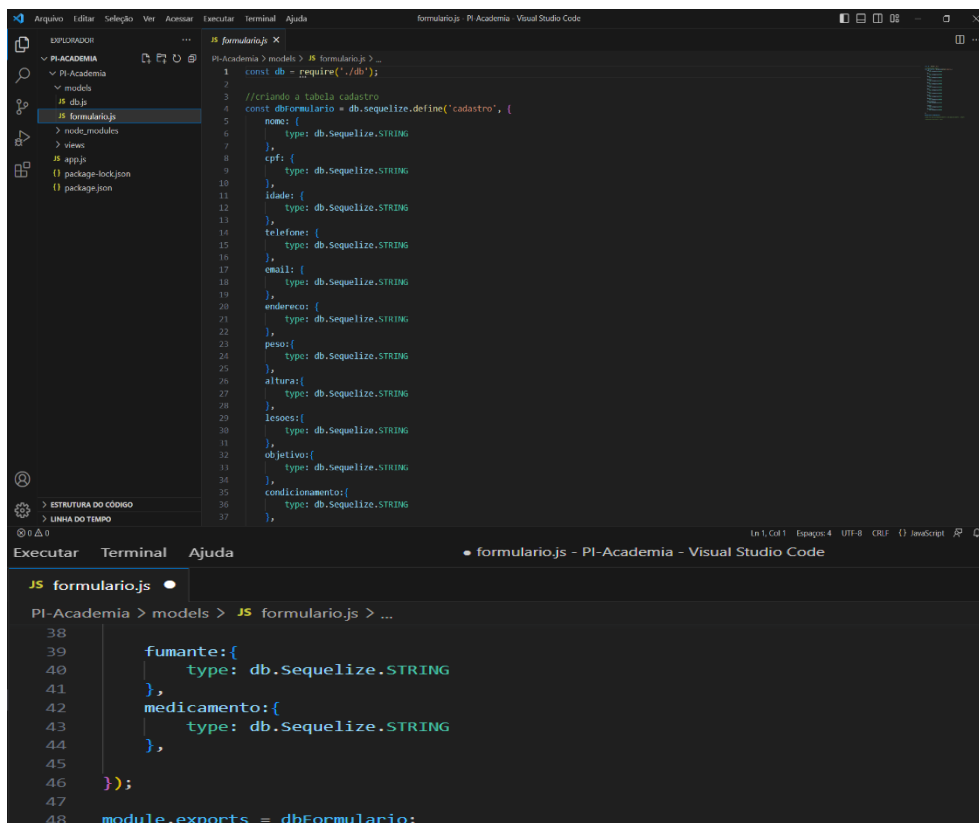 Arquivo Editar Seleção Ver Acessar Executar Terminal Ajuda formulario.js - PI-Academia - Visual Studio Code
EXPLORADOR ··· JS formulario.js ×
PI-ACADEMIA PI-Academia > models > JS formulario.js > ...
PI-Academia
models
JS db.js
JS formulario.js
> node_modules
> views
JS app.js
{} package-lock.json
{} package.json
> ESTRUTURA DO CÓDIGO
> LINHA DO TEMPO
1 const db = require('./db');
2
3 //criando a tabela cadastro
4 const dbFormulario = db.sequelize.define('cadastro', {
5 nome: {
6 type: db.Sequelize.STRING
7 },
8 cpf: {
9 type: db.Sequelize.STRING
10 },
11 idade: {
12 type: db.Sequelize.STRING
13 },
14 telefone: {
15 type: db.Sequelize.STRING
16 },
17 email: {
18 type: db.Sequelize.STRING
19 },
20 endereco: {
21 type: db.Sequelize.STRING
22 },
23 peso:{
24 type: db.Sequelize.STRING
25 },
26 altura:{
27 type: db.Sequelize.STRING
28 },
29 lesoes:{
30 type: db.Sequelize.STRING
31 },
32 objetivo:{
33 type: db.Sequelize.STRING
34 },
35 condicionamento:{
36 type: db.Sequelize.STRING
37 },
0 0 Ln 1, Col 1 Espaços: 4 UTF-8 CRLF {} JavaScript
Executar Terminal Ajuda ● formulario.js - PI-Academia - Visual Studio Code
JS formulario.js ●
PI-Academia > models > JS formulario.js > ...
38
39 fumante:{
40 type: db.Sequelize.STRING
41 },
42 medicamento:{
43 type: db.Sequelize.STRING
44 },
45
46 });
47
48 module.exports = dbFormulario;